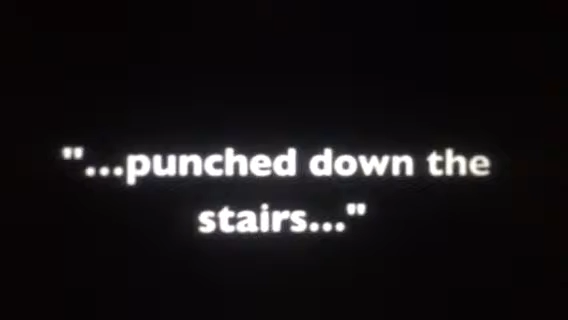 "...punched down the
stairs..."